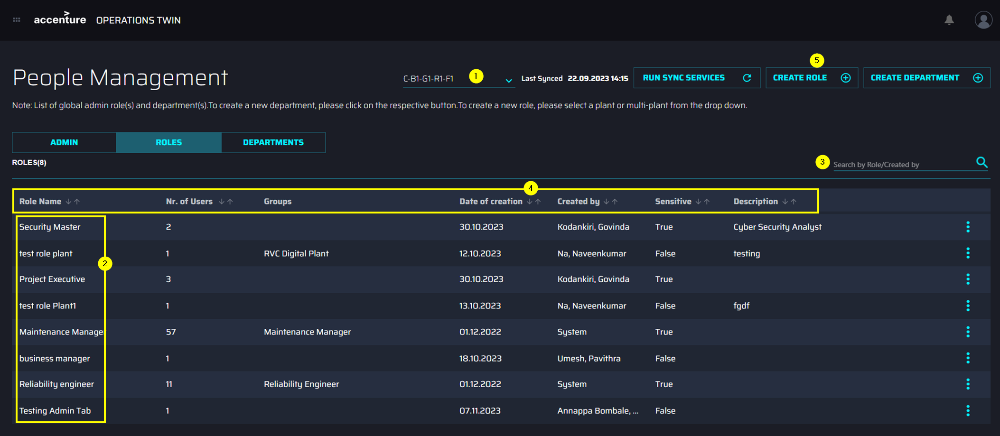 accenture OPERATIONS TWIN
5
People Management C-B1-G1-R1-F1 1 Last Synced 22.09.2023 14:15 RUN SYNC SERVICES CREATE ROLE CREATE DEPARTMENT
Note: List of global admin role(s) and department(s).To create a new department, please click on the respective button.To create a new role, please select a plant or multi-plant from the drop down.
ADMIN ROLES DEPARTMENTS
ROLES(8) 3 Search by Role/Created by
4
Role Name Nr. of Users Groups Date of creation Created by Sensitive Description
Security Master 2 30.10.2023 Kodankiri, Govinda True Cyber Security Analyst
test role plant 1 RVC Digital Plant 12.10.2023 Na, Naveenkumar False testing
2
Project Executive 3 30.10.2023 Kodankiri, Govinda True
test role Plant1 1 13.10.2023 Na, Naveenkumar False fgdf
Maintenance Manager 57 Maintenance Manager 01.12.2022 System True
business manager 1 18.10.2023 Umesh, Pavithra False
Reliability engineer 11 Reliability Engineer 01.12.2022 System True
Testing Admin Tab 1 07.11.2023 Annappa Bombale, ... False